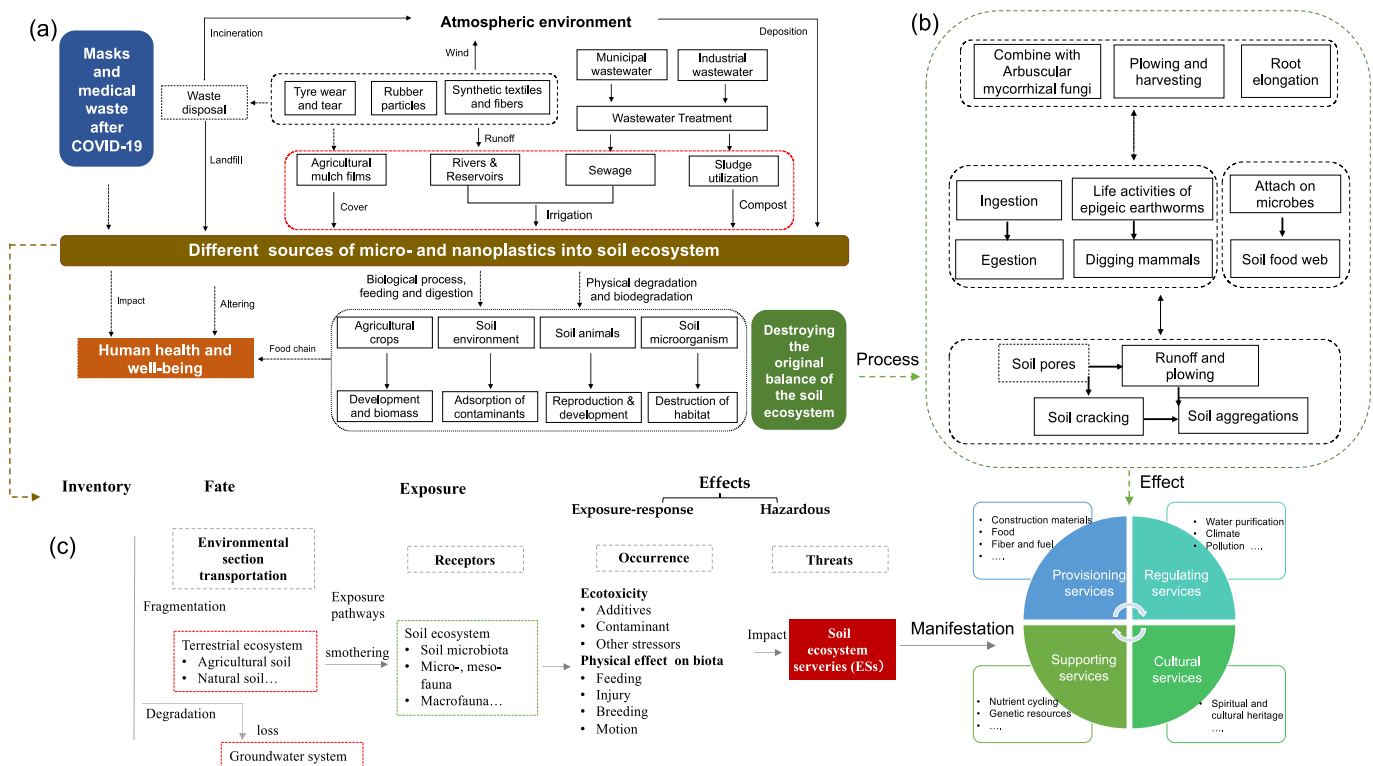 (a)
Masks
and
medical
waste
after
COVID-19
Incineration
Atmospheric environment
Deposition
Wind
Waste
disposal
Tyre wear
and tear
Rubber
particles
Synthetic textiles
and fibers
Municipal
wastewater
Industrial
wastewater
Wastewater Treatment
Landfill
Runoff
Agricultural
mulch films
Rivers &
Reservoirs
Sewage
Sludge
utilization
Cover
Irrigation
Compost
Different sources of micro- and nanoplastics into soil ecosystem
Impact
Altering
Biological process,
feeding and digestion
Physical degradation
and biodegradation
Human health and
well-being
Food chain
Agricultural
crops
Soil
environment
Soil animals
Soil
microorganism
Development
and biomass
Adsorption of
contaminants
Reproduction &
development
Destruction of
habitat
Destroying
the
original
balance of
the soil
ecosystem
Process
(b)
Combine with
Arbuscular
mycorrhizal fungi
Plowing and
harvesting
Root
elongation
Ingestion
Egestion
Life activities of
epigeic earthworms
Digging mammals
Attach on
microbes
Soil food web
Soil pores
Runoff and
plowing
Soil cracking
Soil aggregations
Effect
(c)
Inventory
Fate
Exposure
Effects
Exposure-response
Hazardous
Environmental
section
transportation
Receptors
Occurrence
Threats
Fragmentation
Terrestrial ecosystem
• Agricultural soil
• Natural soil…
Degradation
loss
Groundwater system
Exposure
pathways
smothering
Soil ecosystem
• Soil microbiota
• Micro-, meso-
fauna
• Macrofauna…
Ecotoxicity
• Additives
• Contaminant
• Other stressors
Physical effect on biota
• Feeding
• Injury
• Breeding
• Motion
Impact
Soil
ecosystem
serveries (ESs）
Manifestation
• Construction materials
• Food
• Fiber and fuel
• …,
• Water purification
• Climate
• Pollution …,
Provisioning
services
Regulating
services
Supporting
services
Cultural
services
• Nutrient cycling
• Genetic resources
• …,
• Spiritual and
cultural heritage
…,